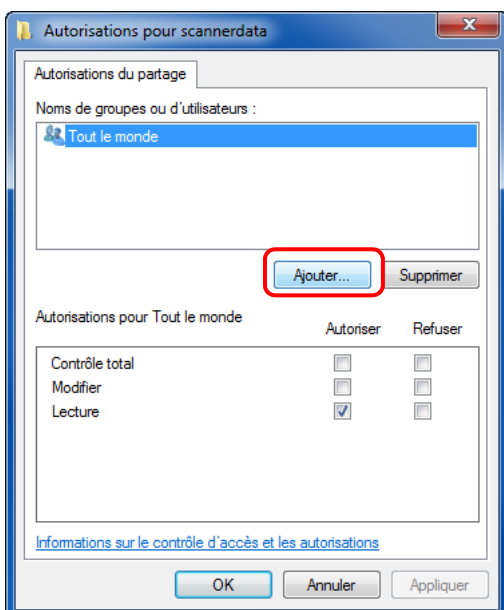 Autorisations pour scannerdata
Autorisations du partage
Noms de groupes ou d'utilisateurs :
Tout le monde
Ajouter... Supprimer
Autorisations pour Tout le monde Autoriser Refuser
Contrôle total
Modifier
Lecture
Informations sur le contrôle d'accès et les autorisations
OK Annuler Appliquer